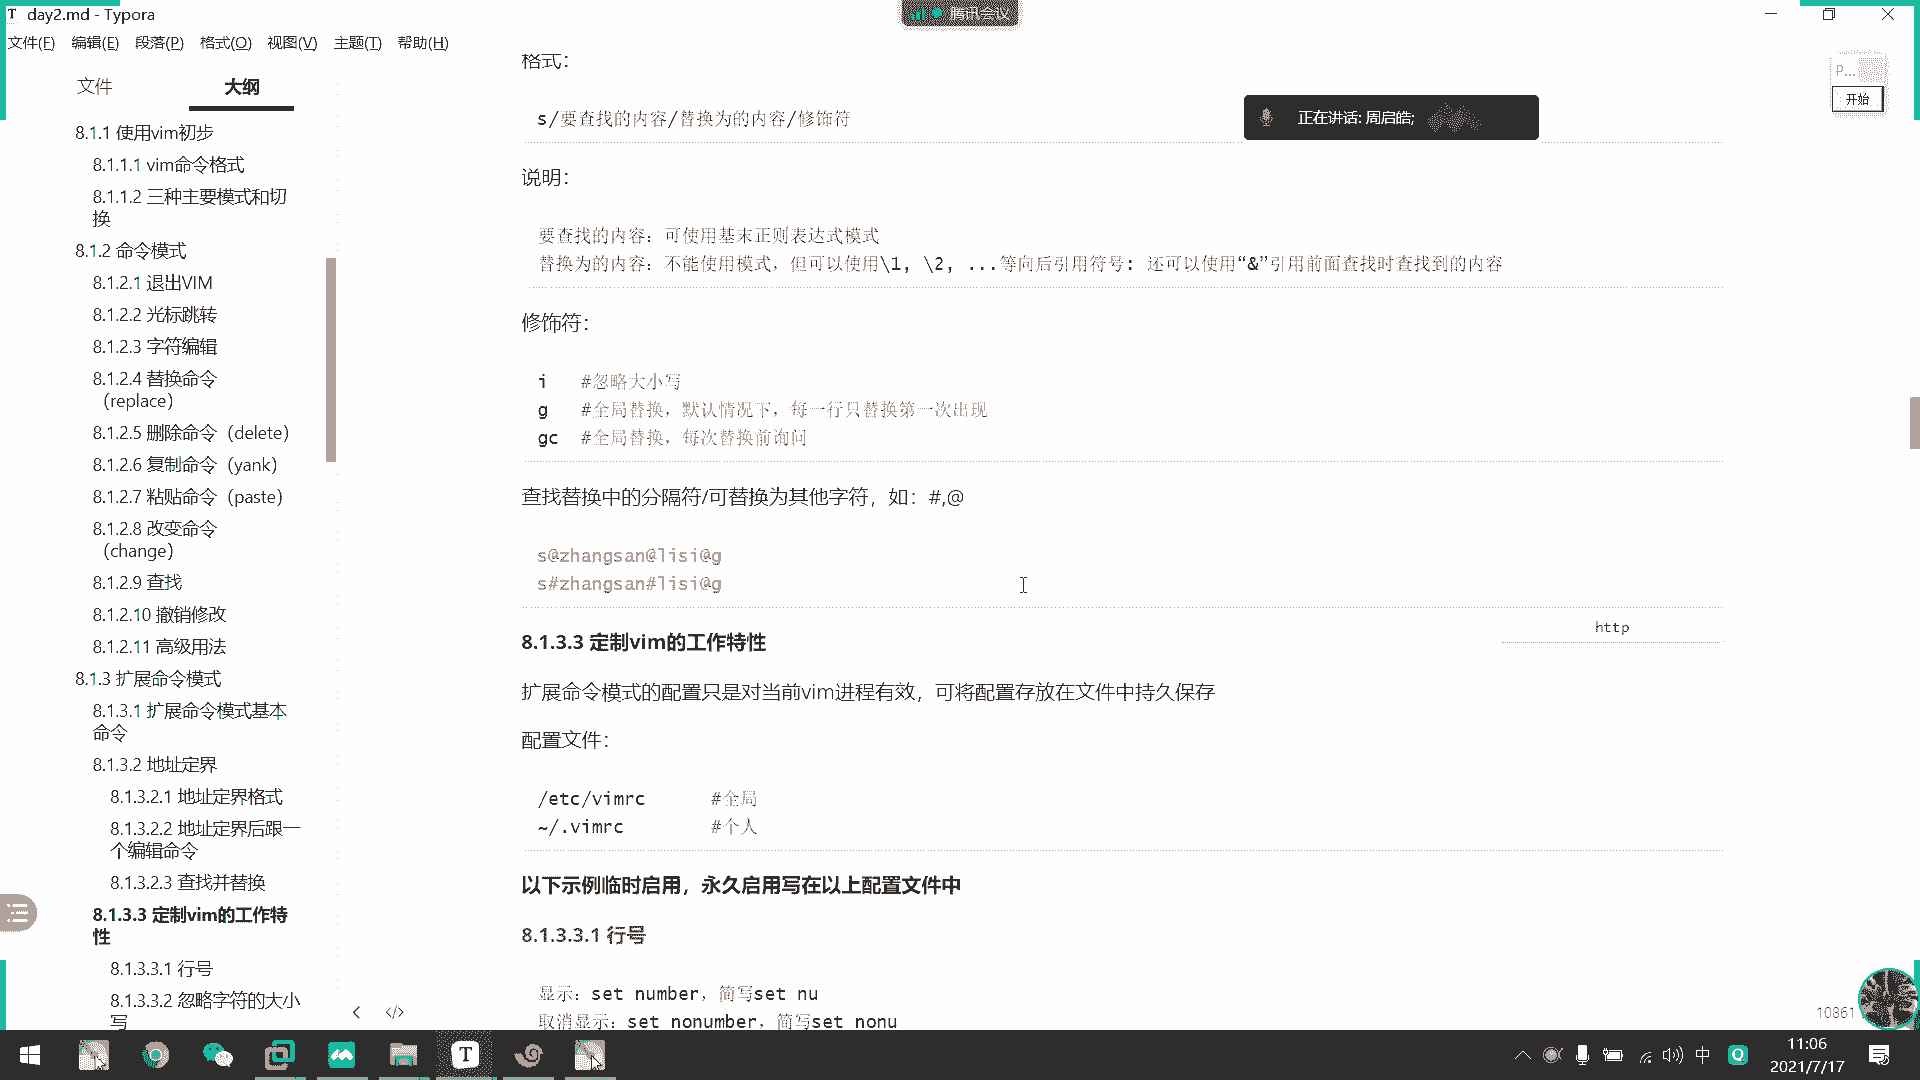 day2.md - Typora
腾讯会议
文件(F) 编辑(E) 段落(P) 格式(O) 视图(V) 主题(T) 帮助(H)
文件 大纲
8.1.1 使用vim初步
8.1.1.1 vim命令格式
8.1.1.2 三种主要模式和切
换
8.1.2 命令模式
8.1.2.1 退出VIM
8.1.2.2 光标跳转
8.1.2.3 字符编辑
8.1.2.4 替换命令
（replace）
8.1.2.5 删除命令（delete）
8.1.2.6 复制命令（yank）
8.1.2.7 粘贴命令（paste）
8.1.2.8 改变命令
（change）
8.1.2.9 查找
8.1.2.10 撤销修改
8.1.2.11 高级用法
8.1.3 扩展命令模式
8.1.3.1 扩展命令模式基本
命令
8.1.3.2 地址定界
8.1.3.2.1 地址定界格式
8.1.3.2.2 地址定界后跟一
个编辑命令
8.1.3.2.3 查找并替换
8.1.3.3 定制vim的工作特
性
8.1.3.3.1 行号
8.1.3.3.2 忽略字符的大小
写
格式：
s/要查找的内容/替换为的内容/修饰符
说明：
要查找的内容：可使用基末正则表达式模式
替换为的内容：不能使用模式，但可以使用\1, \2, ...等向后引用符号：还可以使用“&”引用前面查找时查找到的内容
修饰符：
i #忽略大小写
g #全局替换，默认情况下，每一行只替换第一次出现
gc #全局替换，每次替换前询问
查找替换中的分隔符/可替换为其他字符，如：#,@
s@zhangsan@lisi@g
s#zhangsan#lisi@g
http
8.1.3.3 定制vim的工作特性
扩展命令模式的配置只是对当前vim进程有效，可将配置存放在文件中持久保存
配置文件：
/etc/vimrc #全局
~/.vimrc #个人
以下示例临时启用，永久启用写在以上配置文件中
8.1.3.3.1 行号
显示：set number，简写set nu
取消显示：set nonumber，简写set nonu
正在讲话: 周启皓;
P...
开始
10861
中
11:06
2021/7/17